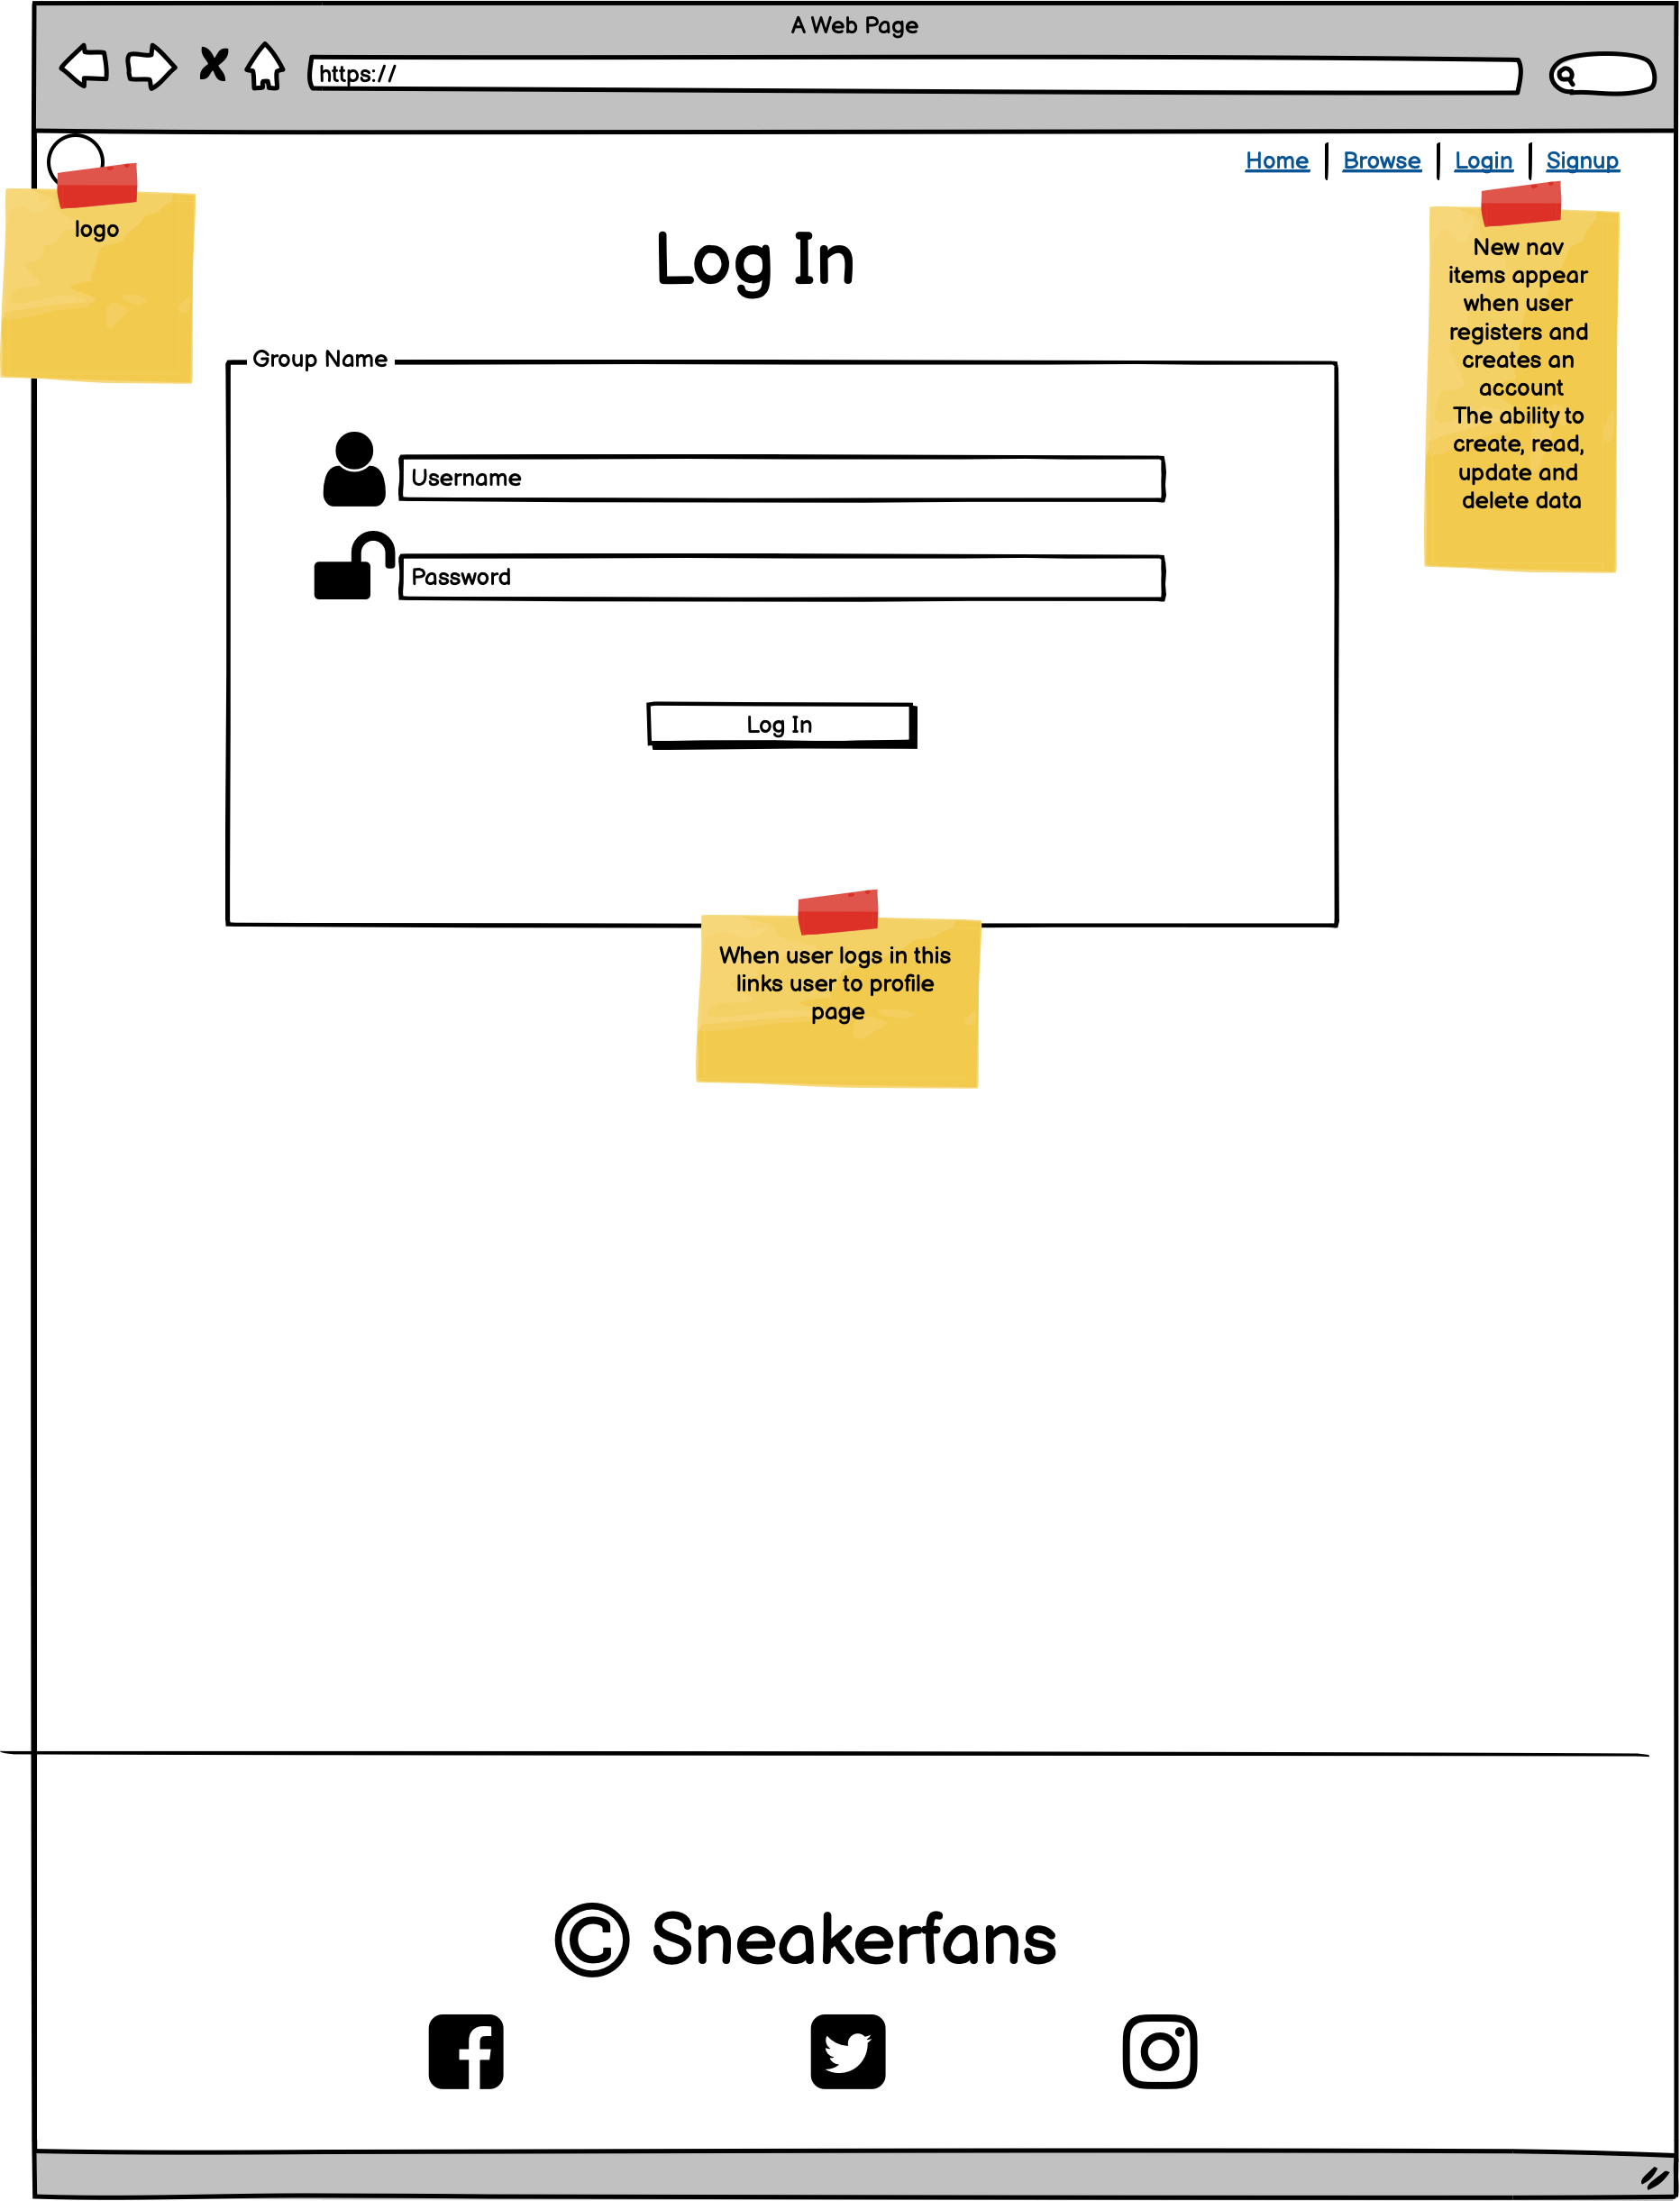 A Web Page
https://
Home
Browse
Login
Signup
logo
Log In
New nav
items appear
when user
registers and
creates an
account
The ability to
create, read,
update and
delete data
Group Name
Username
Password
Log In
When user logs in this
links user to profile
page
© Sneakerfans